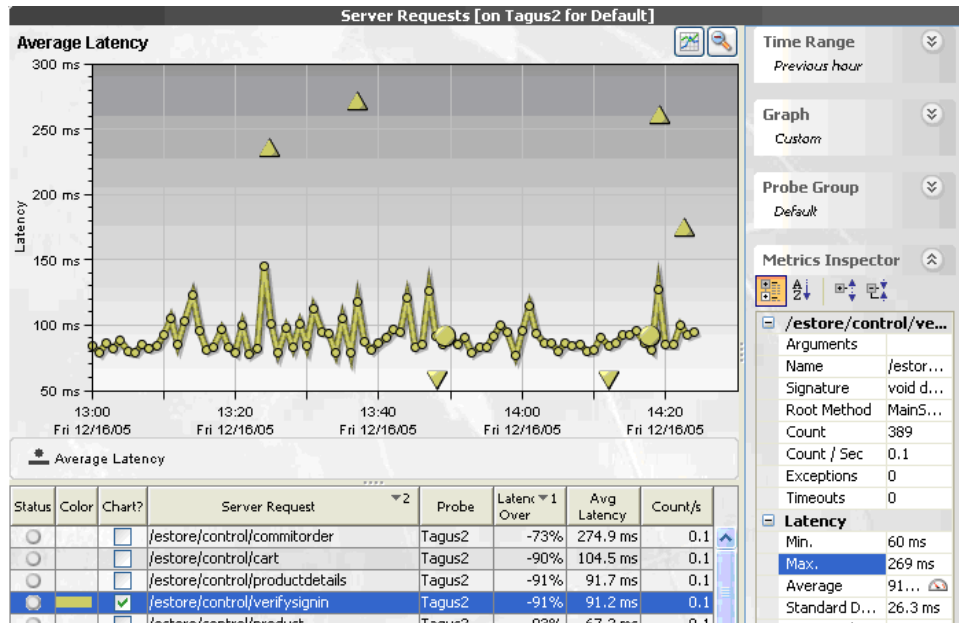 Server Requests [on Tagus2 for Default]
Average Latency
300 ms
250 ms
200 ms
150 ms
100 ms
50 ms
Latency
13:00 13:20 13:40 14:00 14:20
Fri 12/16/05 Fri 12/16/05 Fri 12/16/05 Fri 12/16/05 Fri 12/16/05
Average Latency
Status Color Chart? Server Request 2 Probe Latenc 1 Over Avg Latency Count/s
/estore/control/commitorder Tagus2 -73% 274.9 ms 0.1
/estore/control/cart Tagus2 -90% 104.5 ms 0.1
/estore/control/productdetails Tagus2 -91% 91.7 ms 0.1
/estore/control/verifysignin Tagus2 -91% 91.2 ms 0.1
Time Range
Previous hour
Graph
Custom
Probe Group
Default
Metrics Inspector
/estore/control/ve...
Arguments
Name /estor...
Signature void d...
Root Method MainS...
Count 389
Count / Sec 0.1
Exceptions 0
Timeouts 0
Latency
Min. 60 ms
Max. 269 ms
Average 91...
Standard D... 26.3 ms